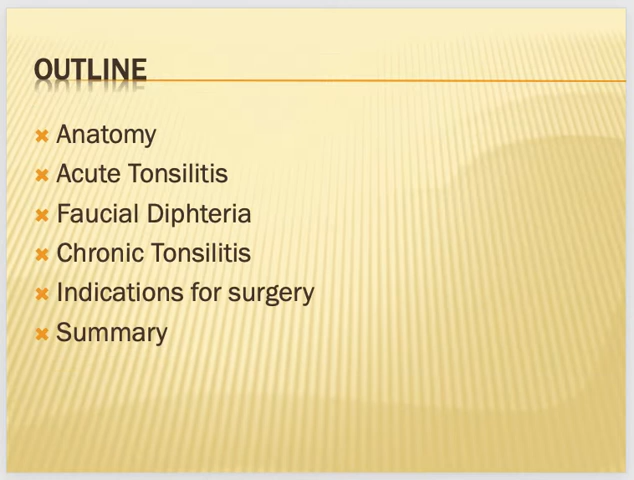 OUTLINE
Anatomy
Acute Tonsilitis
Faucial Diphteria
Chronic Tonsilitis
Indications for surgery
Summary